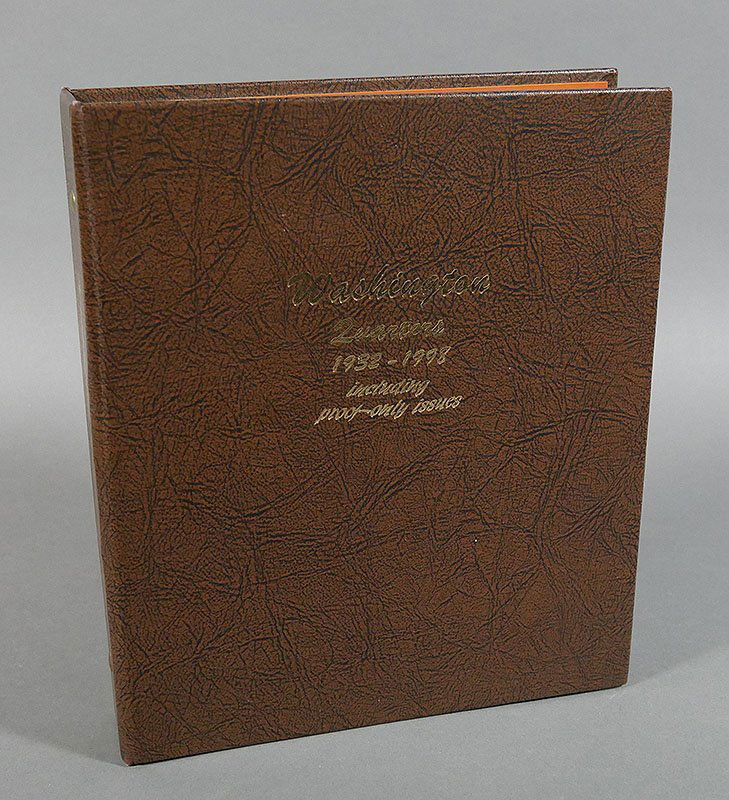 Washington
Quarters
1932-1998
including
proof-only issues